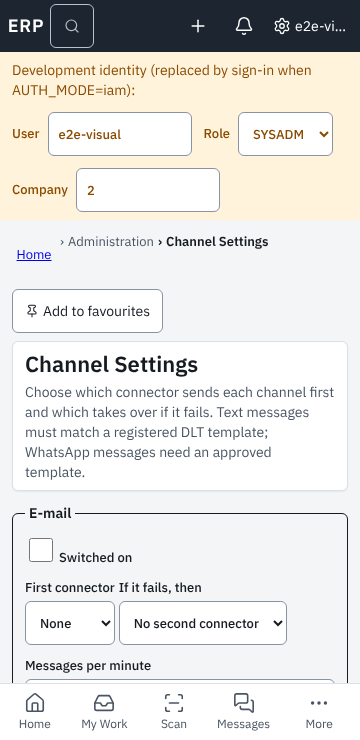 ERP
e2e-vi...
Development identity (replaced by sign-in when
AUTH_MODE=iam):
User e2e-visual Role SYSADM
Company 2
Home › Administration › Channel Settings
Add to favourites
Channel Settings
Choose which connector sends each channel first
and which takes over if it fails. Text messages
must match a registered DLT template;
WhatsApp messages need an approved
template.
E-mail
Switched on
First connector If it fails, then
None No second connector
Messages per minute
Home My Work Scan Messages More